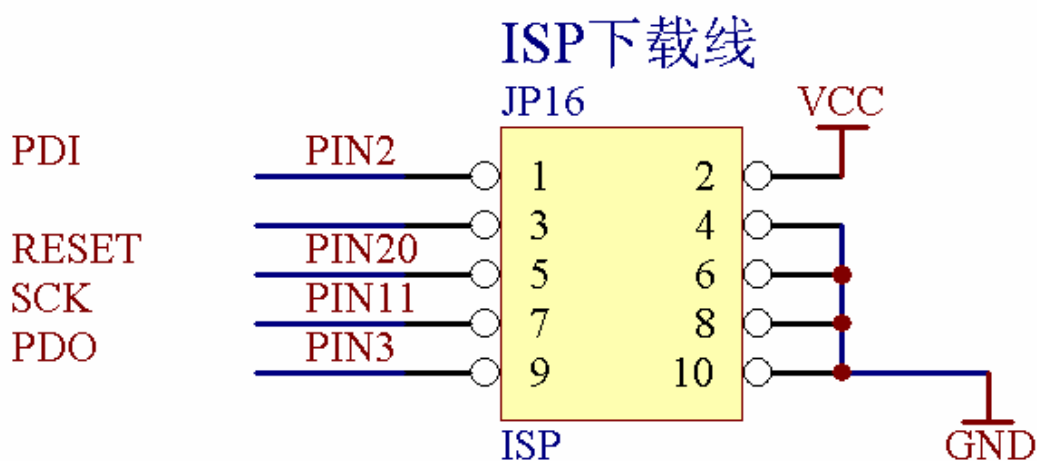 ISP下载线
JP16
VCC
PDI PIN2 1 2
3 4
RESET PIN20 5 6
SCK PIN11 7 8
PDO PIN3 9 10
ISP GND